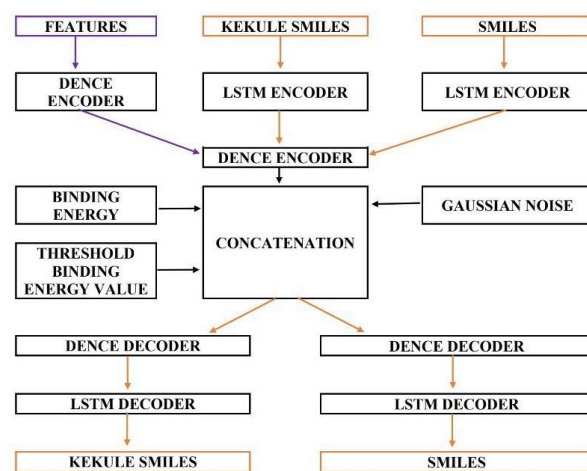 FEATURES
KEKULE SMILES
SMILES
DENCE
ENCODER
LSTM ENCODER
LSTM ENCODER
DENCE ENCODER
BINDING
ENERGY
GAUSSIAN NOISE
CONCATENATION
THRESHOLD
BINDING
ENERGY VALUE
DENCE DECODER
DENCE DECODER
LSTM DECODER
LSTM DECODER
KEKULE SMILES
SMILES